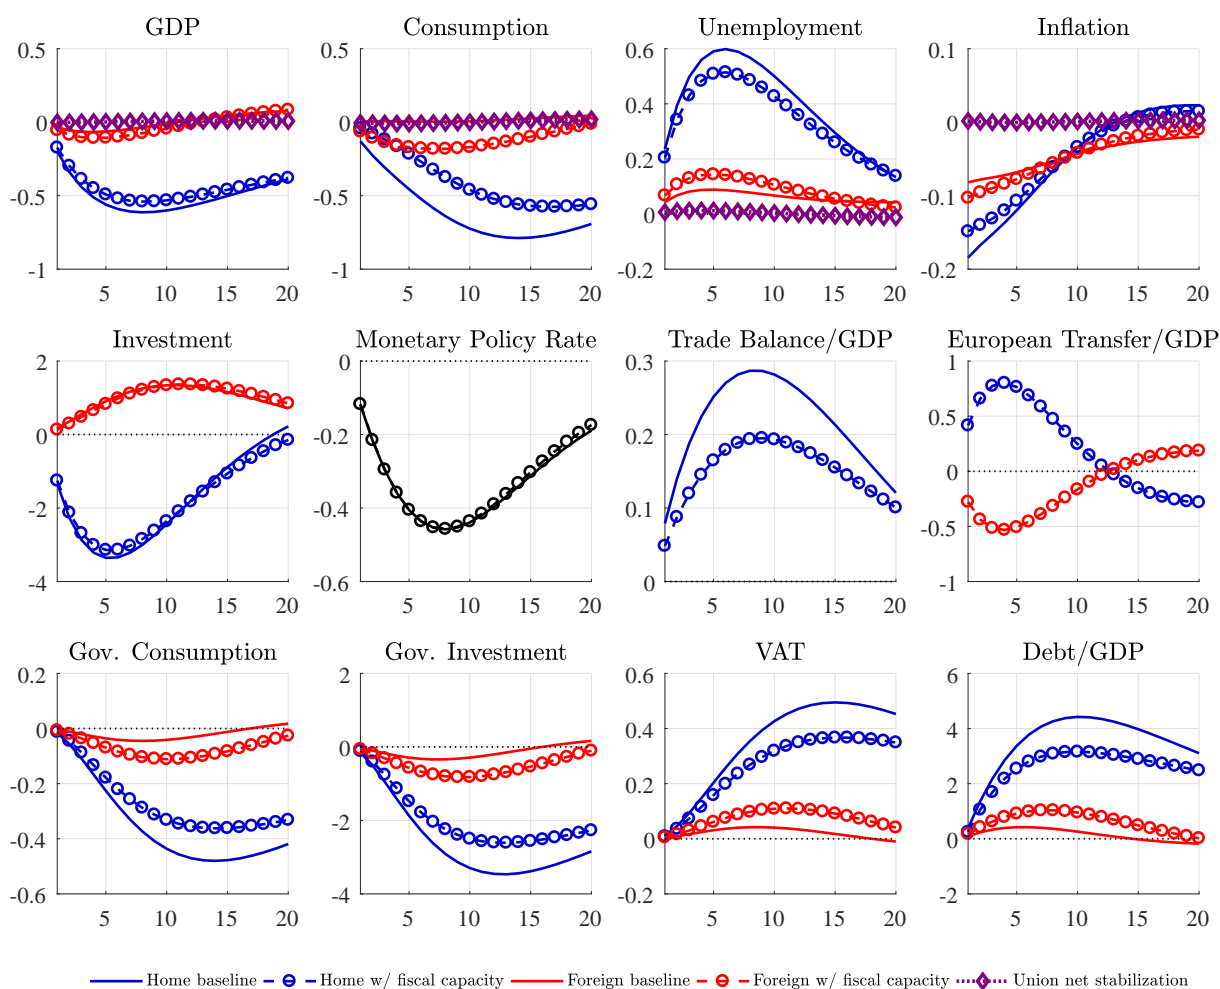 GDP Consumption Unemployment Inflation
0.5 0.5 0.6 0.1
0.4
0 0 0
0.2
-0.5 -0.5 -0.1
0
-1 -1 -0.2 -0.2
5 10 15 20 5 10 15 20 5 10 15 20 5 10 15 20
Investment Monetary Policy Rate Trade Balance/GDP European Transfer/GDP
2 0 0.3 1
0.5
0 -0.2 0.2
0
-2 -0.4 0.1
-0.5
-4 -0.6 0 -1
5 10 15 20 5 10 15 20 5 10 15 20 5 10 15 20
Gov. Consumption Gov. Investment VAT Debt/GDP
0.2 2 0.6 6
0 0.4 4
0
-0.2 0.2 2
-2
-0.4 0 0
-0.6 -4 -0.2 -2
5 10 15 20 5 10 15 20 5 10 15 20 5 10 15 20
Home baseline Home w/ fiscal capacity Foreign baseline Foreign w/ fiscal capacity Union net stabilization